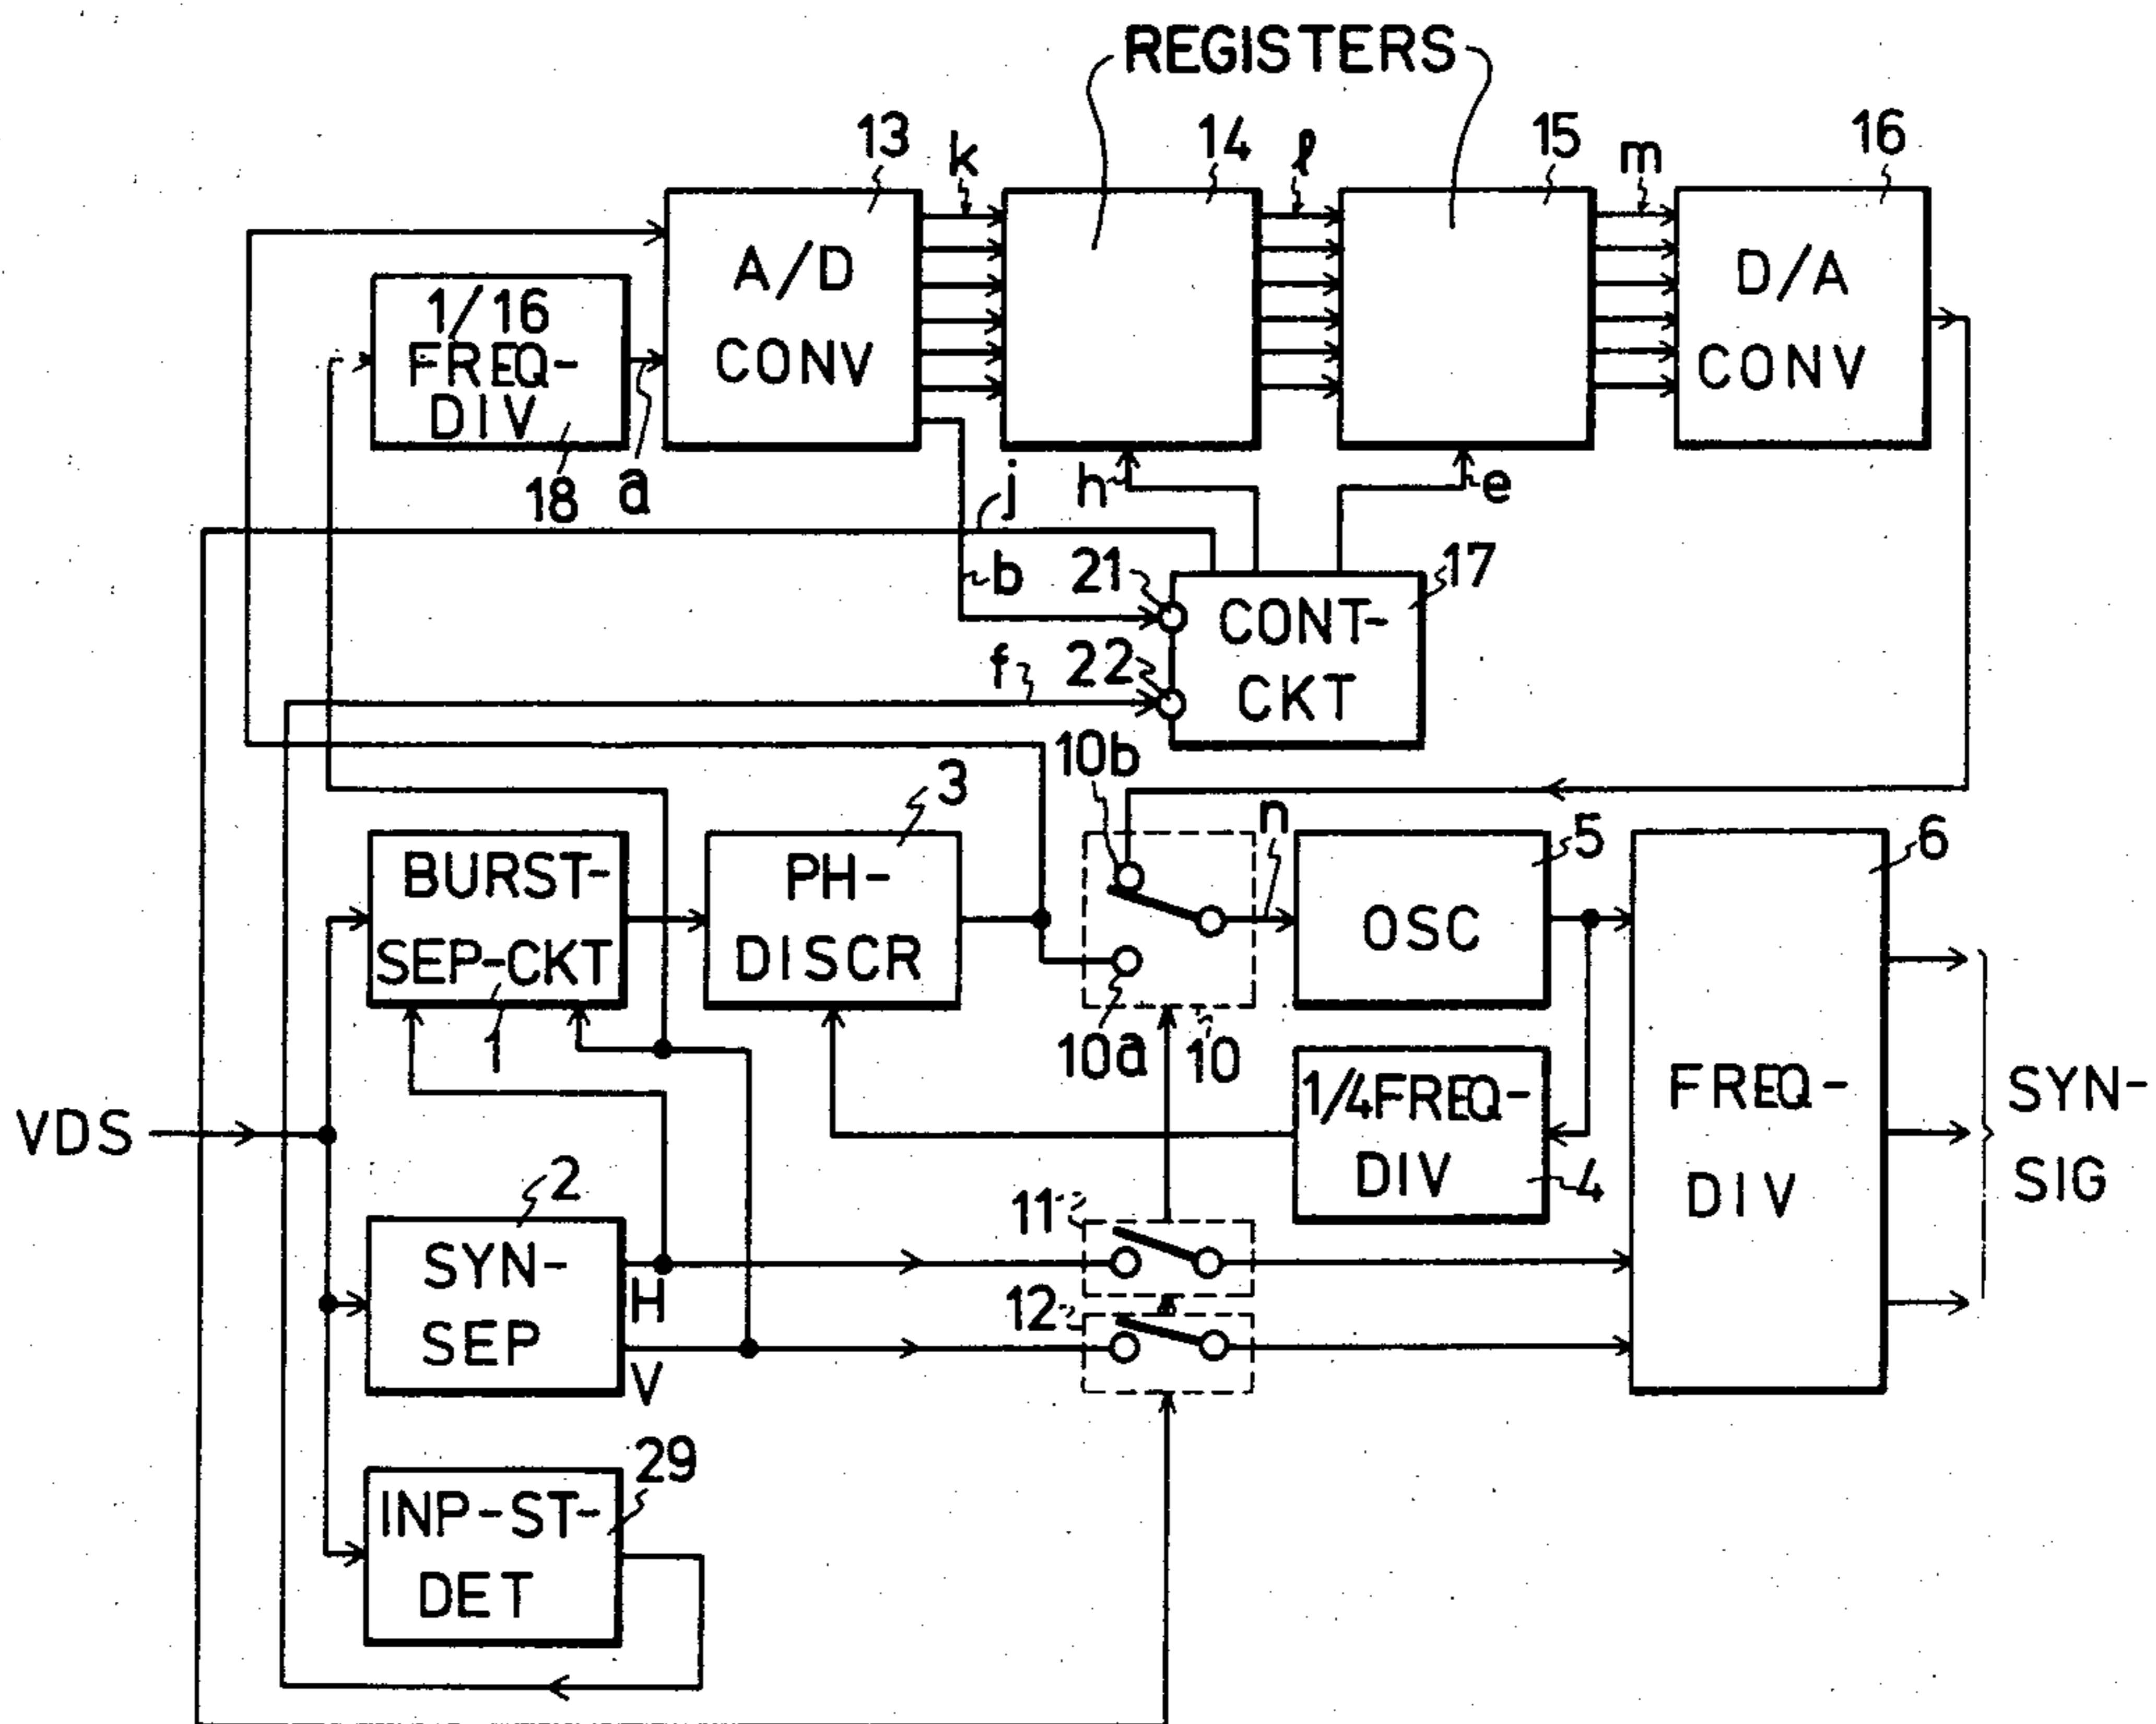 REGISTERS
13
k
14
ℓ
15
m
16
A/D
CONV
D/A
CONV
1/16
FREQ-
DIV
18
a
j
h
e
b
21
17
CONT-
CKT
f
22
10b
3
n
5
6
BURST-
SEP-CKT
1
PH-
DISCR
OSC
10a
10
1/4FREQ-
DIV
4
FREQ-
DIV
SYN-
SIG
VDS
2
11
SYN-
SEP
H
12
V
29
INP-ST-
DET